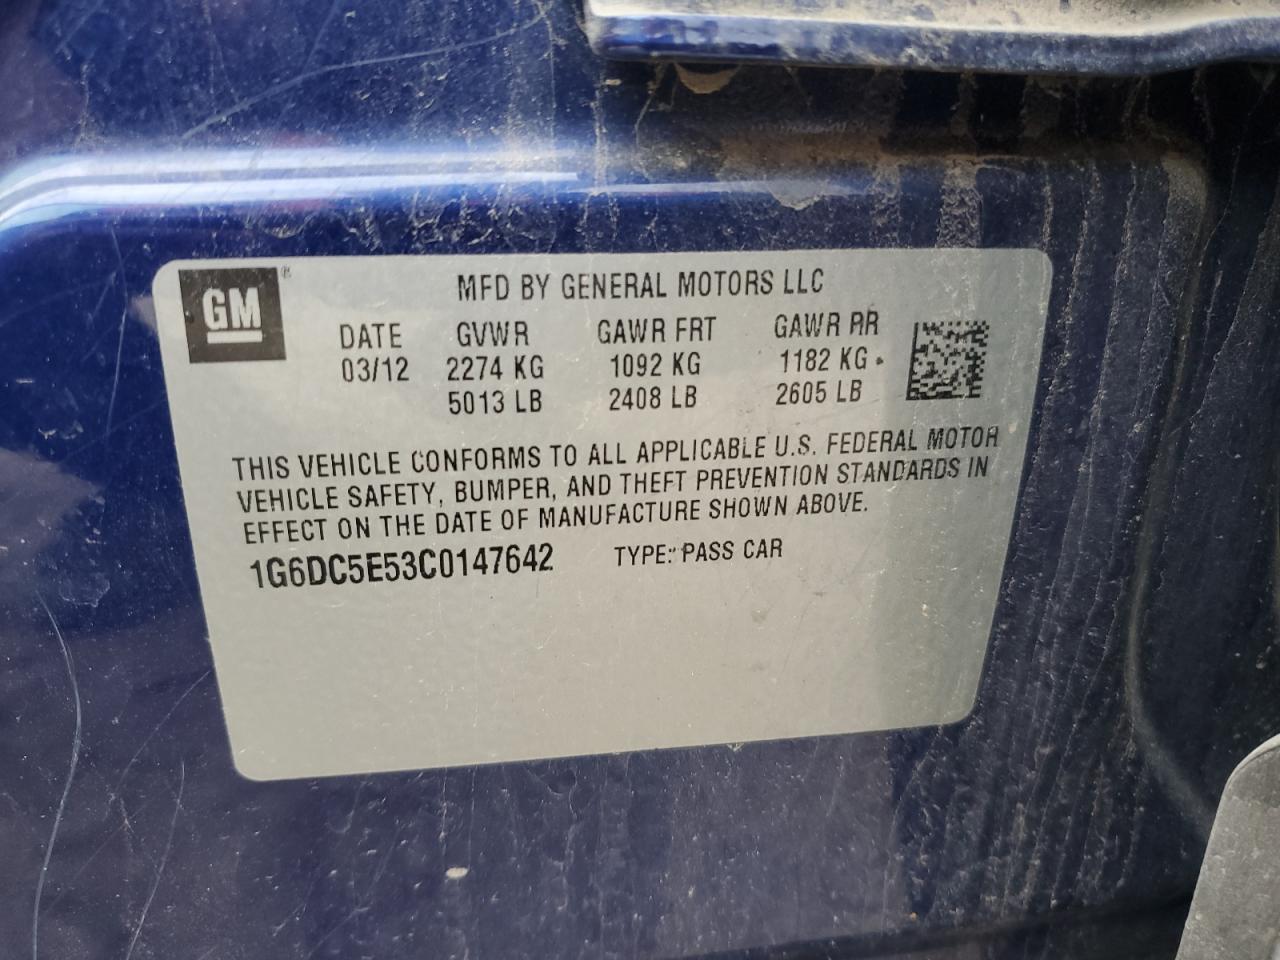 GM ®
MFD BY GENERAL MOTORS LLC
DATE GVWR GAWR FRT GAWR RR
03/12 2274 KG 1092 KG 1182 KG
5013 LB 2408 LB 2605 LB
THIS VEHICLE CONFORMS TO ALL APPLICABLE U.S. FEDERAL MOTOR
VEHICLE SAFETY, BUMPER, AND THEFT PREVENTION STANDARDS IN
EFFECT ON THE DATE OF MANUFACTURE SHOWN ABOVE.
1G6DC5E53C0147642 TYPE: PASS CAR